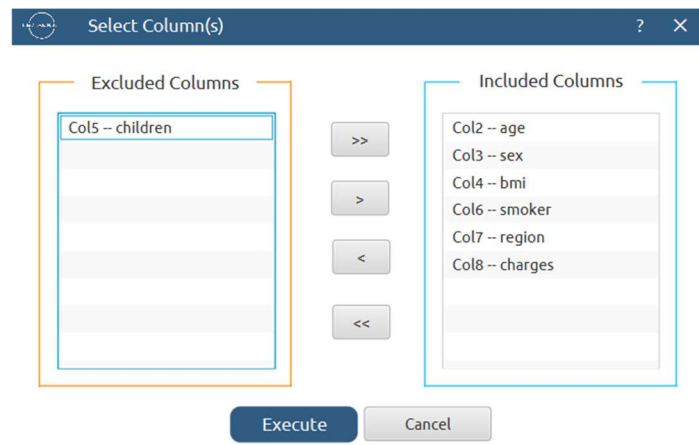 Select Column(s)
?
×
Excluded Columns
Included Columns
Col5 -- children
>>
>
<
<<
Col2 -- age
Col3 -- sex
Col4 -- bmi
Col6 -- smoker
Col7 -- region
Col8 -- charges
Execute
Cancel